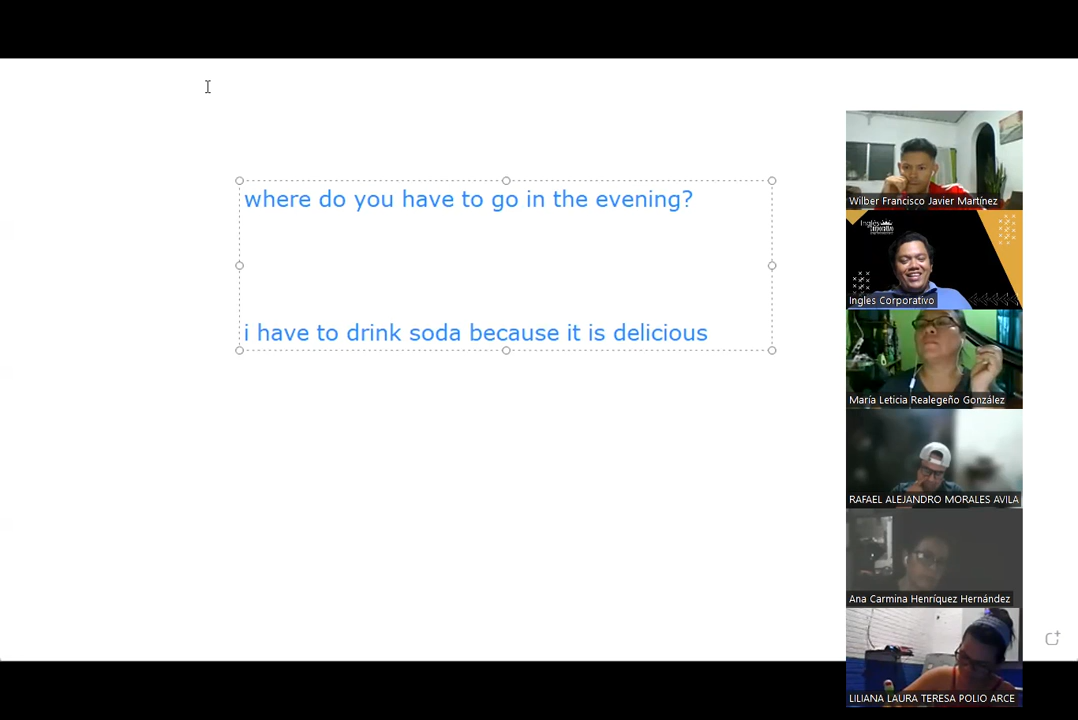 where do you have to go in the evening?
i have to drink soda because it is delicious
Wilber Francisco Javier Martínez
Inglés
Corporativo
Ingles Corporativo
María Leticia Realegeño González
RAFAEL ALEJANDRO MORALES AVILA
Ana Carmina Henríquez Hernández
LILIANA LAURA TERESA POLIO ARCE